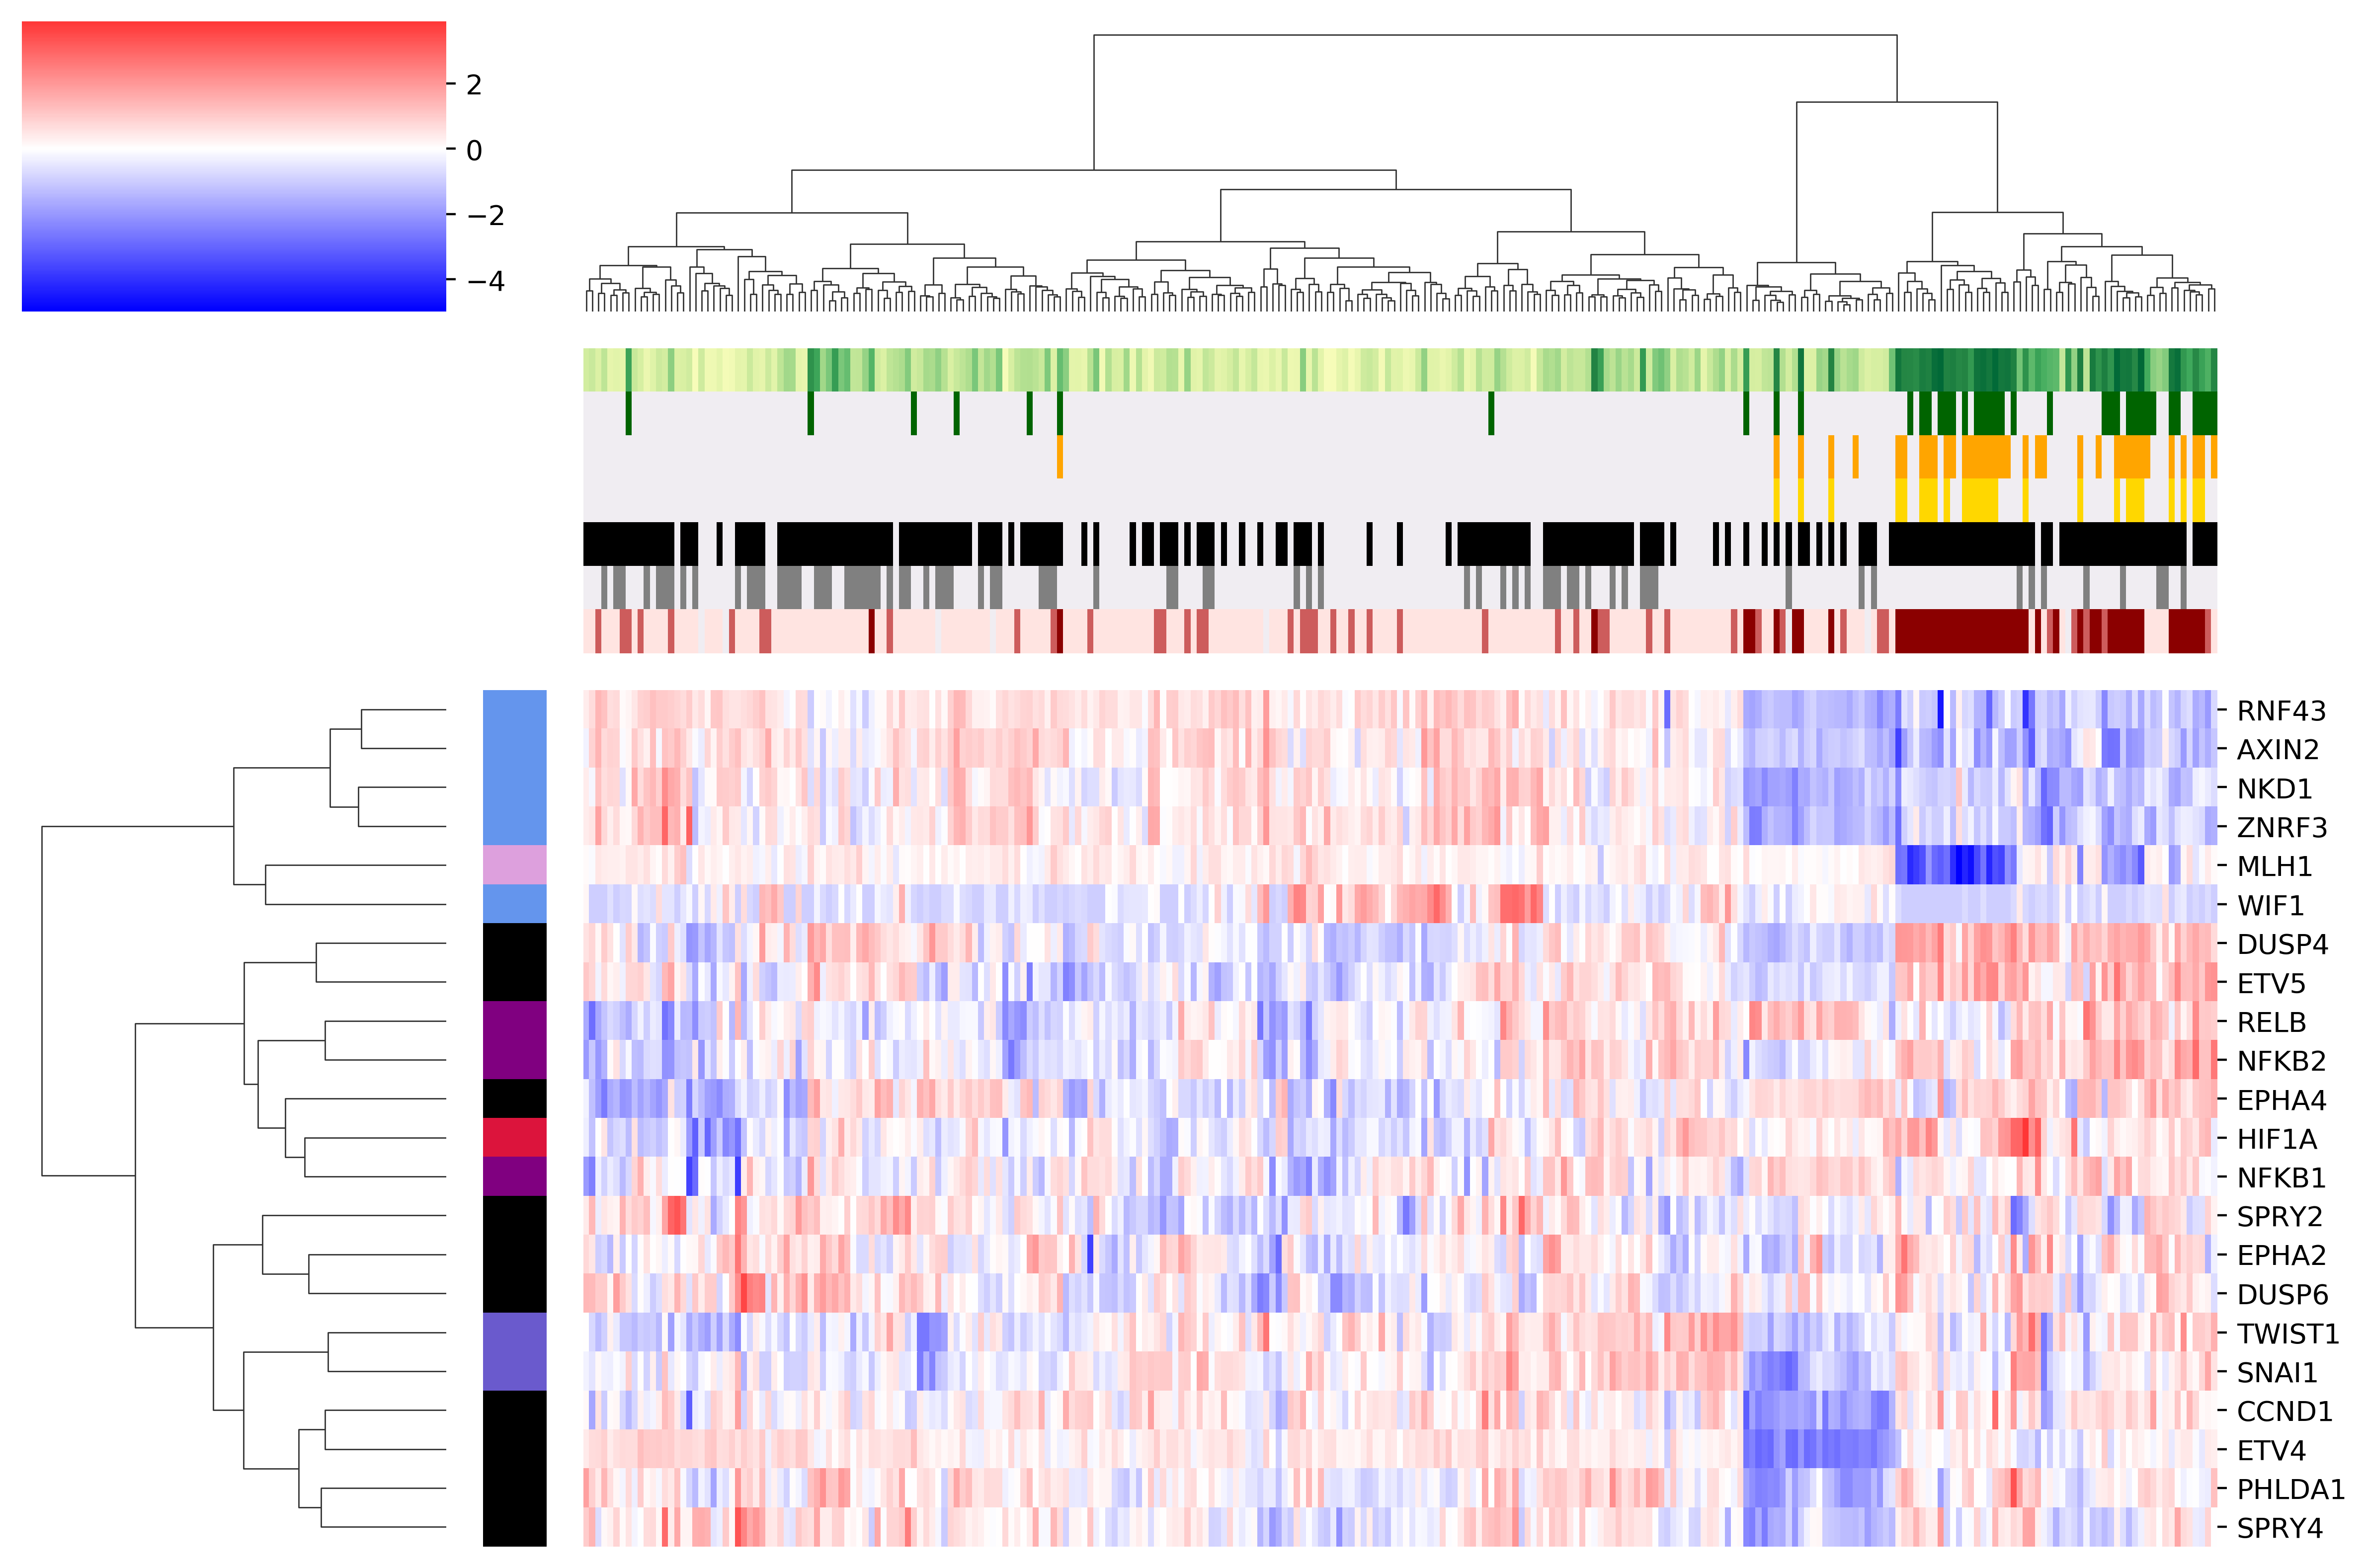 2
0
−2
−4
RNF43
AXIN2
NKD1
ZNRF3
MLH1
WIF1
DUSP4
ETV5
RELB
NFKB2
EPHA4
HIF1A
NFKB1
SPRY2
EPHA2
DUSP6
TWIST1
SNAI1
CCND1
ETV4
PHLDA1
SPRY4